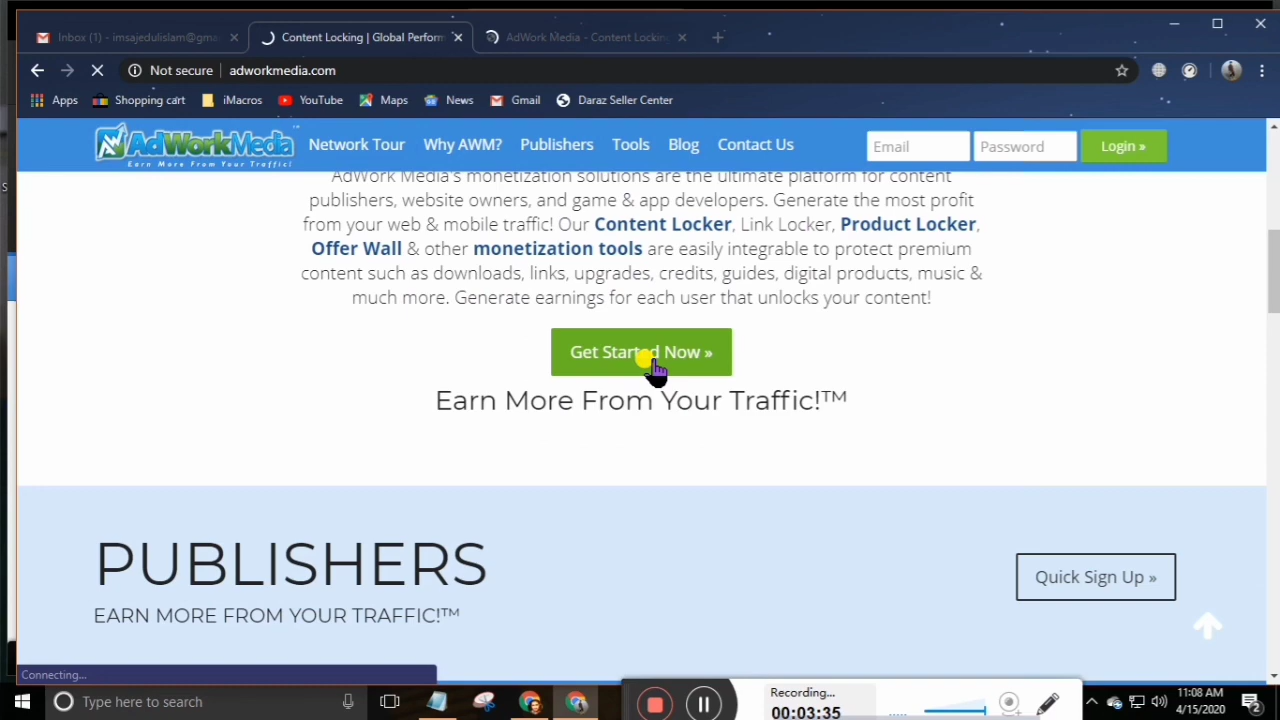 Inbox (1) - imsajedulislam@gma
Content Locking | Global Perform
AdWork Media - Content Locking
Not secure
adworkmedia.com
Apps
Shopping cart
iMacros
YouTube
Maps
News
Gmail
Daraz Seller Center
AdWorkMedia™
Earn More From Your Traffic!
Network Tour
Why AWM?
Publishers
Tools
Blog
Contact Us
Email
Password
Login »
AdWork Media's monetization solutions are the ultimate platform for content
publishers, website owners, and game & app developers. Generate the most profit
from your web & mobile traffic! Our Content Locker, Link Locker, Product Locker,
Offer Wall & other monetization tools are easily integrable to protect premium
content such as downloads, links, upgrades, credits, guides, digital products, music &
much more. Generate earnings for each user that unlocks your content!
Get Started Now »
Earn More From Your Traffic!™
PUBLISHERS
EARN MORE FROM YOUR TRAFFIC!™
Quick Sign Up »
Connecting...
Type here to search
Recording...
00:03:35
11:08 AM
4/15/2020
2